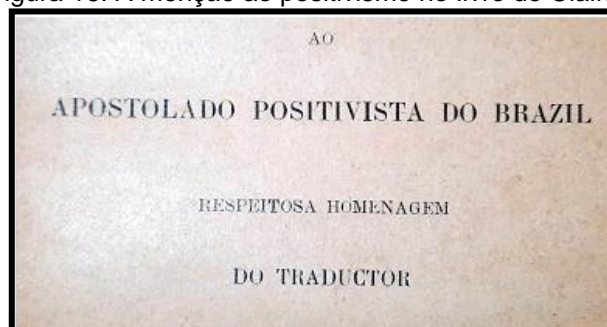 AO
APOSTOLADO POSITIVISTA DO BRAZIL
RESPEITOSA HOMENAGEM
DO TRADUCTOR